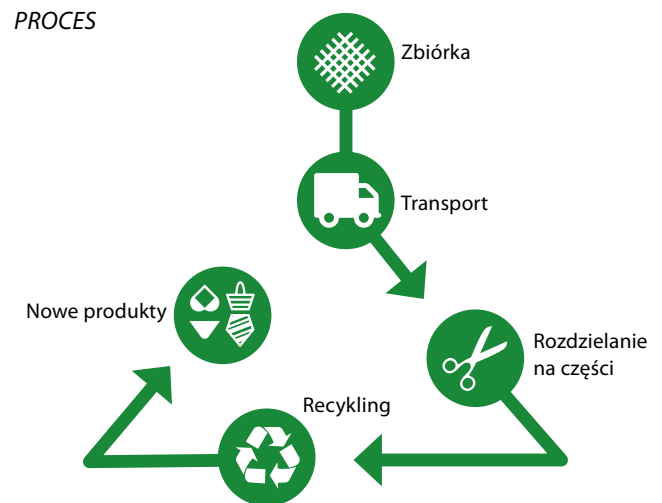 PROCES
Zbiórka
Transport
Rozdzielanie
na części
Recykling
Nowe produkty